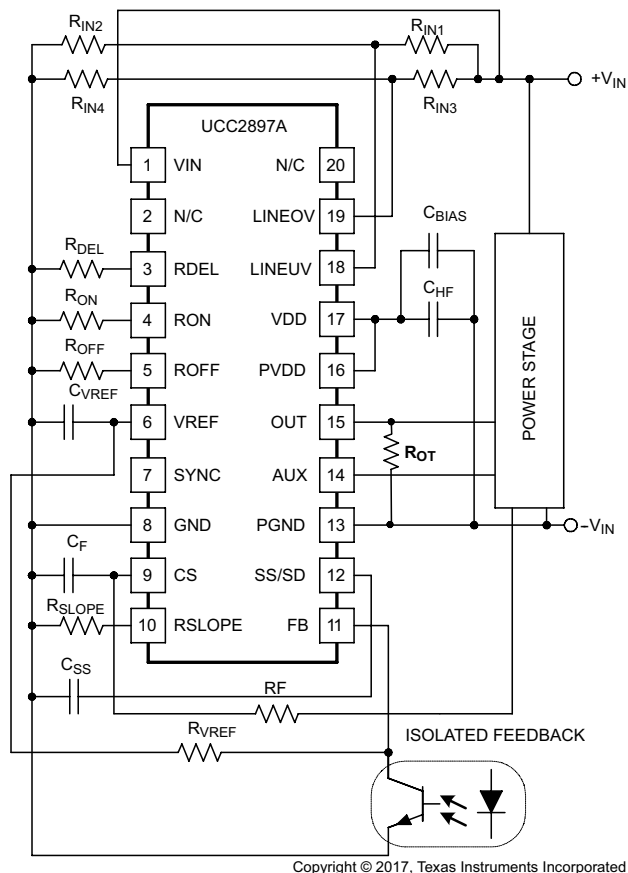 R_IN2
R_IN1
+V_IN
R_IN4
R_IN3
UCC2897A
1 VIN N/C 20
2 N/C LINEOV 19
C_BIAS
R_DEL
3 RDEL LINEUV 18
R_ON
C_HF
4 RON VDD 17
R_OFF
5 ROFF PVDD 16
POWER STAGE
C_VREF
6 VREF OUT 15
R_OT
7 SYNC AUX 14
8 GND PGND 13
–V_IN
C_F
9 CS SS/SD 12
R_SLOPE
10 RSLOPE FB 11
C_SS
RF
R_VREF
ISOLATED FEEDBACK
Copyright © 2017, Texas Instruments Incorporated